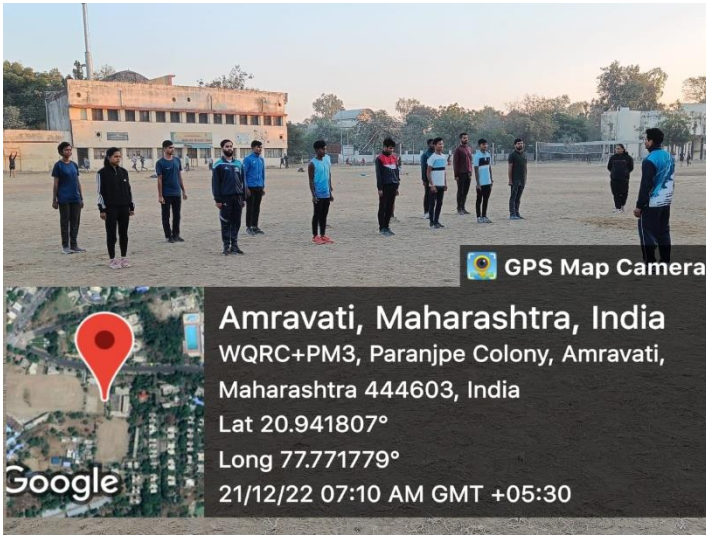 GPS Map Camera
Amravati, Maharashtra, India
WQRC+PM3, Paranjpe Colony, Amravati,
Maharashtra 444603, India
Lat 20.941807°
Long 77.771779°
21/12/22 07:10 AM GMT +05:30
Google